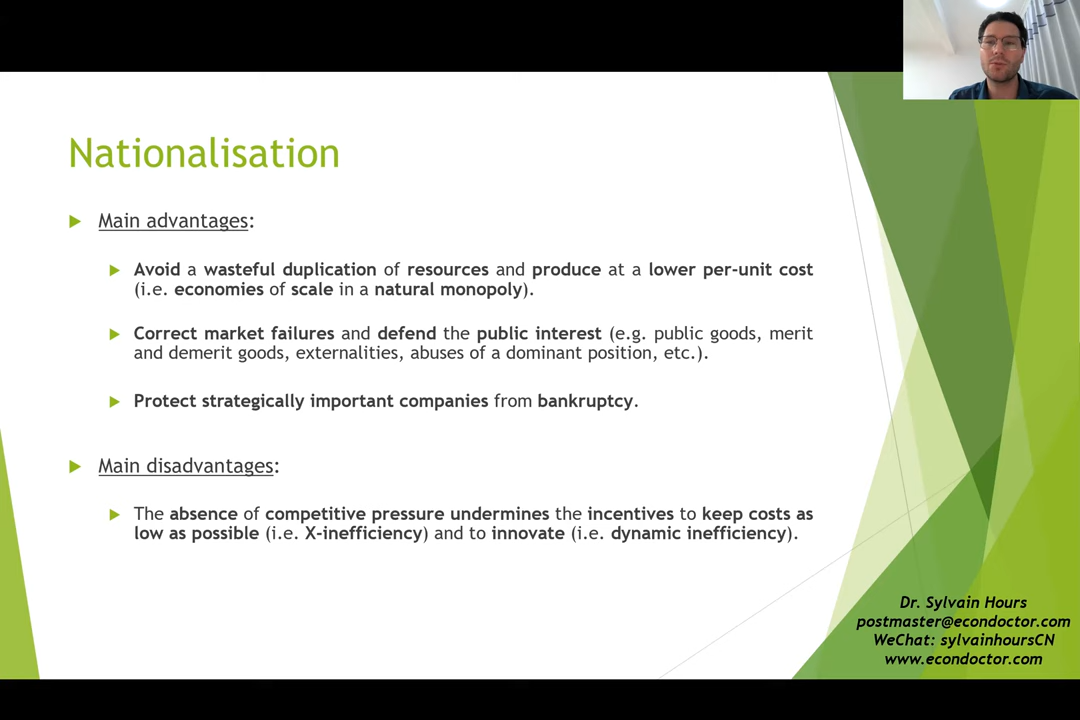 Nationalisation
Main advantages:
Avoid a wasteful duplication of resources and produce at a lower per-unit cost
(i.e. economies of scale in a natural monopoly).
Correct market failures and defend the public interest (e.g. public goods, merit
and demerit goods, externalities, abuses of a dominant position, etc.).
Protect strategically important companies from bankruptcy.
Main disadvantages:
The absence of competitive pressure undermines the incentives to keep costs as
low as possible (i.e. X-inefficiency) and to innovate (i.e. dynamic inefficiency).
Dr. Sylvain Hours
postmaster@econdoctor.com
WeChat: sylvainhoursCN
www.econdoctor.com